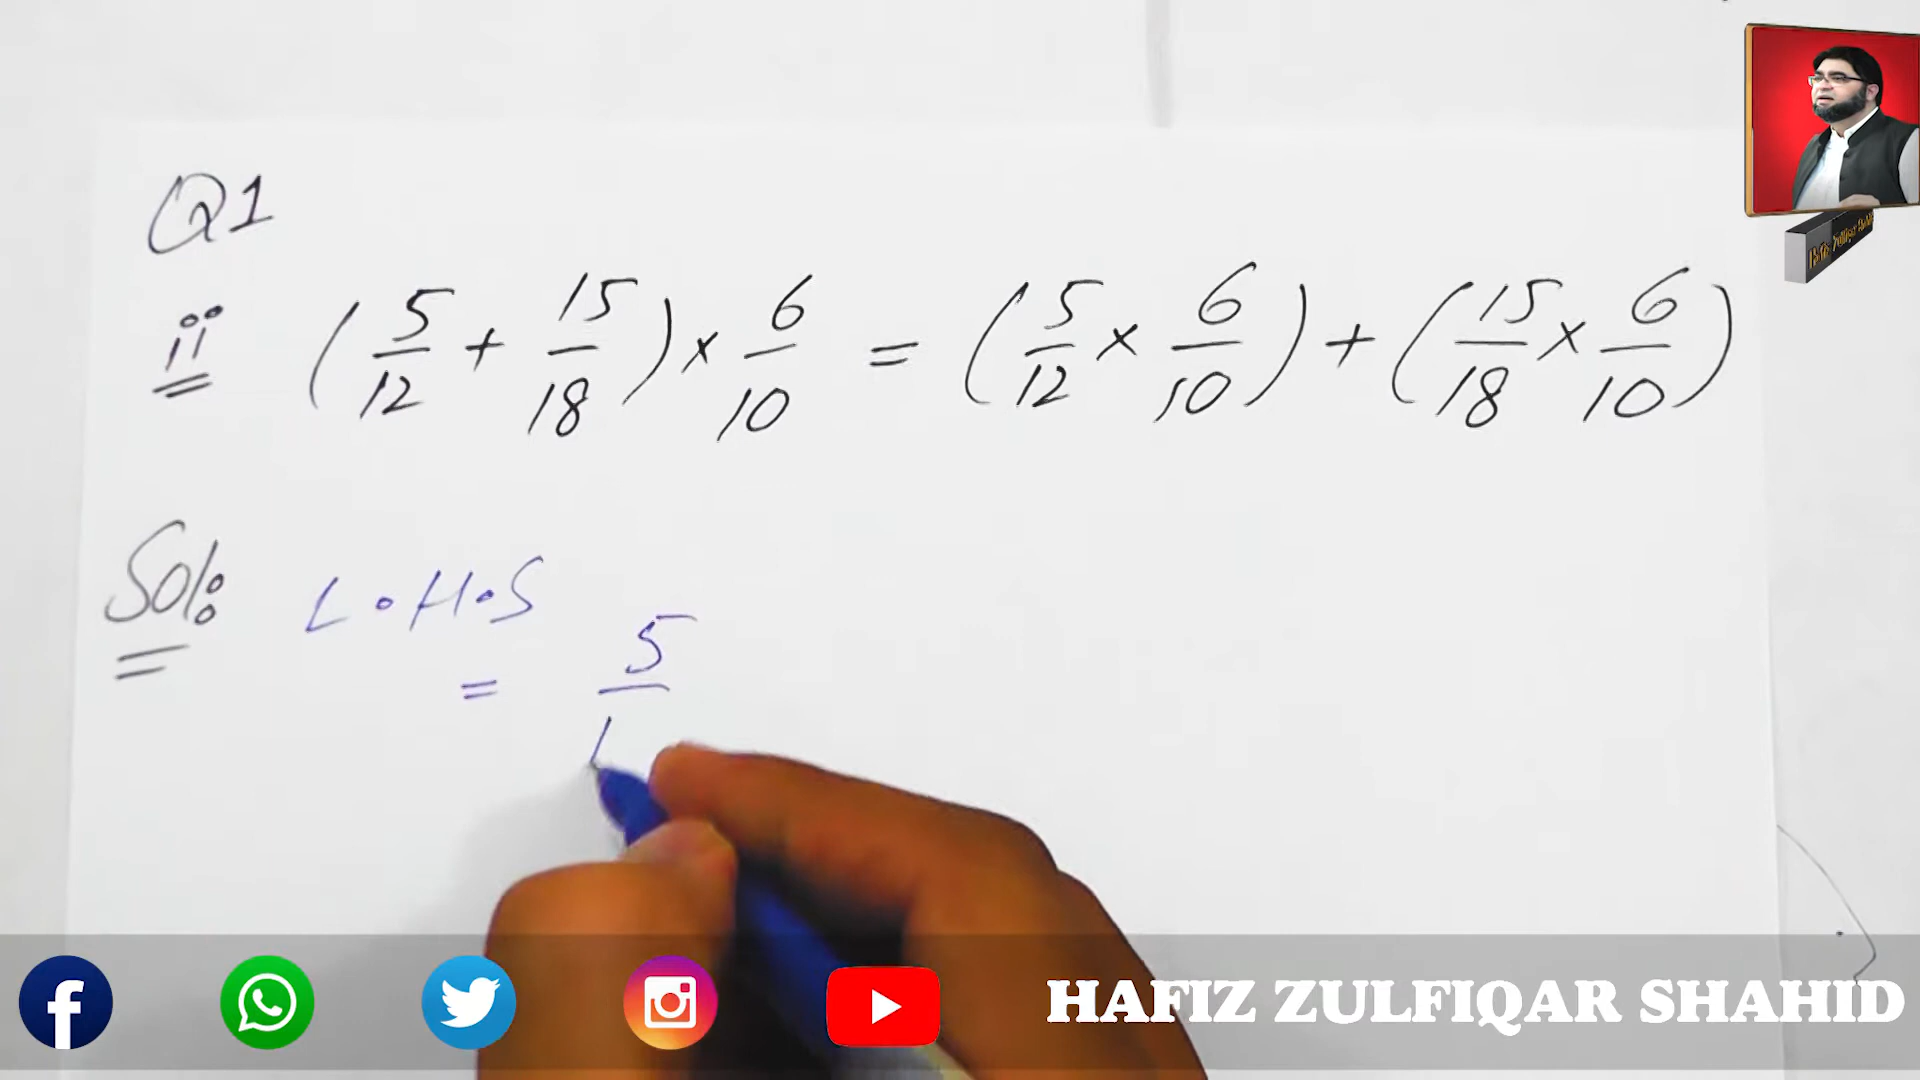 Q1
ii (5/12 + 15/18) × 6/10 = (5/12 × 6/10) + (15/18 × 6/10)
Sol:
L.H.S
= 5/1
HAFIZ ZULFIQAR SHAHID